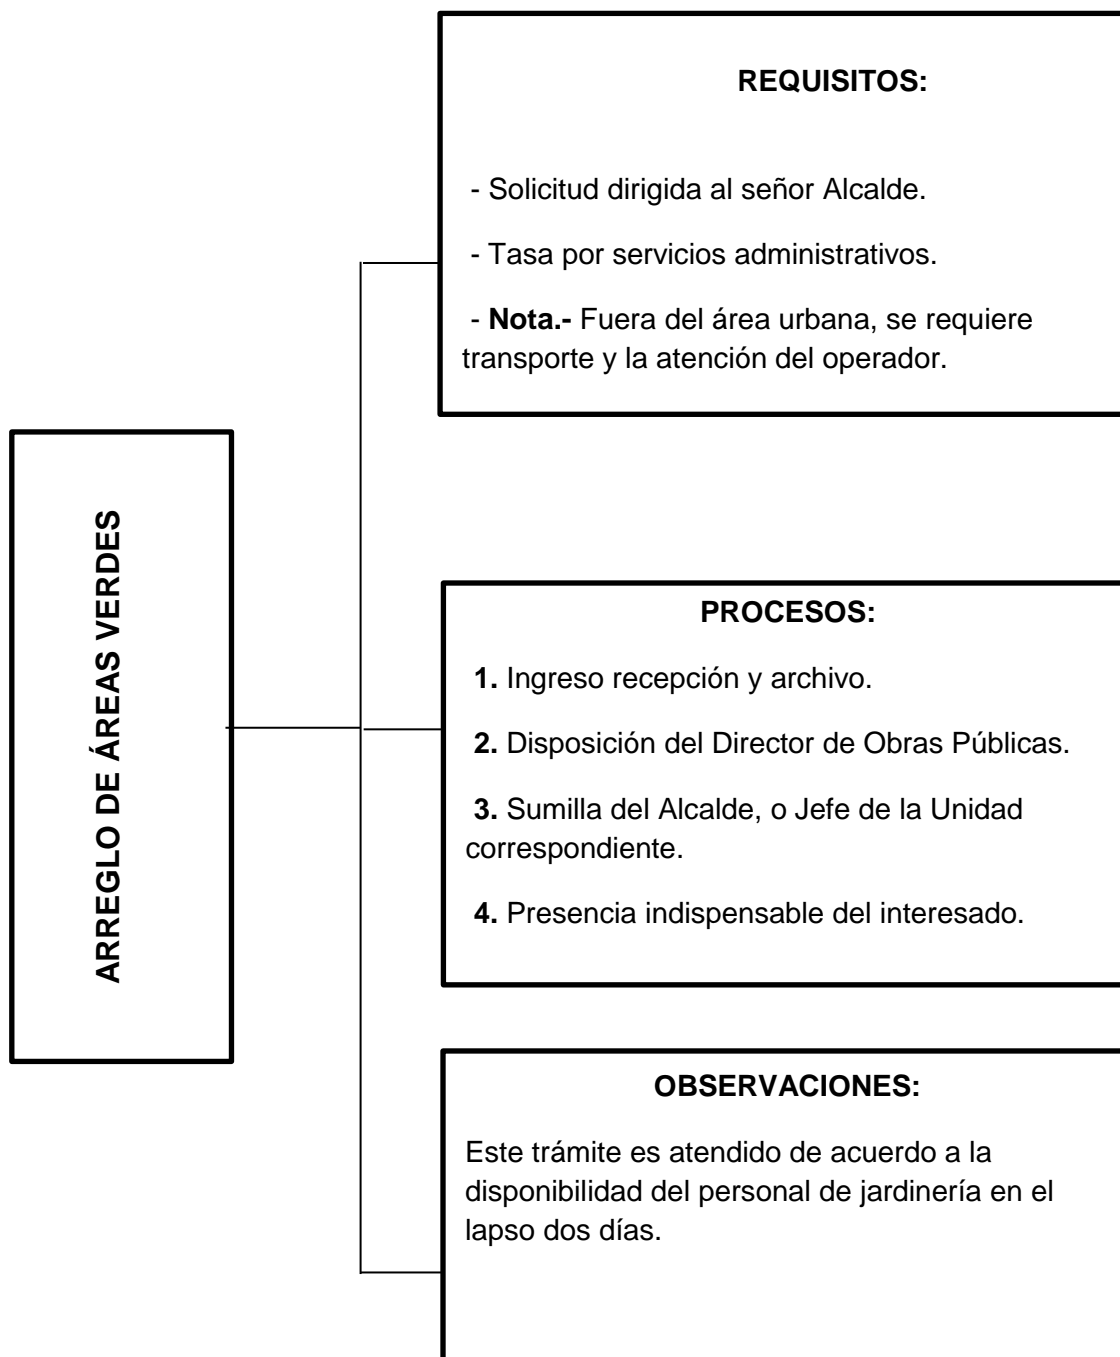 REQUISITOS:
- Solicitud dirigida al señor Alcalde.
- Tasa por servicios administrativos.
- Nota.- Fuera del área urbana, se requiere
transporte y la atención del operador.
ARREGLO DE ÁREAS VERDES
PROCESOS:
1. Ingreso recepción y archivo.
2. Disposición del Director de Obras Públicas.
3. Sumilla del Alcalde, o Jefe de la Unidad
correspondiente.
4. Presencia indispensable del interesado.
OBSERVACIONES:
Este trámite es atendido de acuerdo a la
disponibilidad del personal de jardinería en el
lapso dos días.